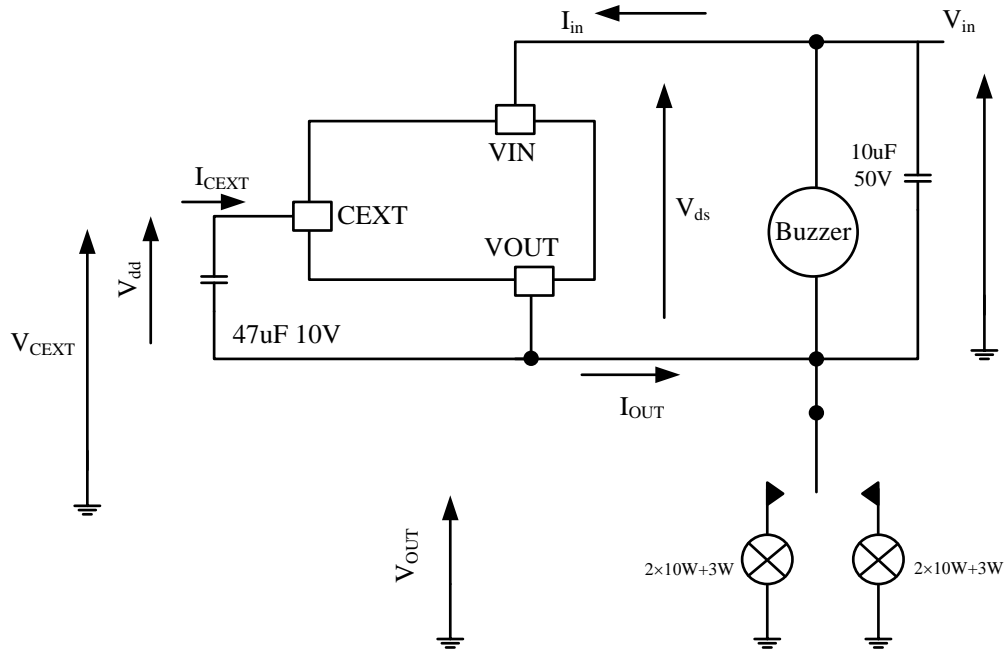 I_in
V_in
VIN
10uF
50V
I_CEXT
CEXT
V_ds
Buzzer
VOUT
V_dd
47uF 10V
V_CEXT
I_OUT
V_OUT
2×10W+3W
2×10W+3W